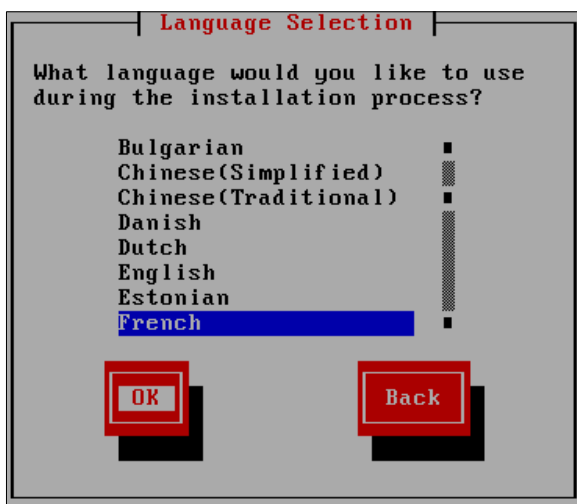 Language Selection
What language would you like to use
during the installation process?
Bulgarian
Chinese(Simplified)
Chinese(Traditional)
Danish
Dutch
English
Estonian
French
OK
Back